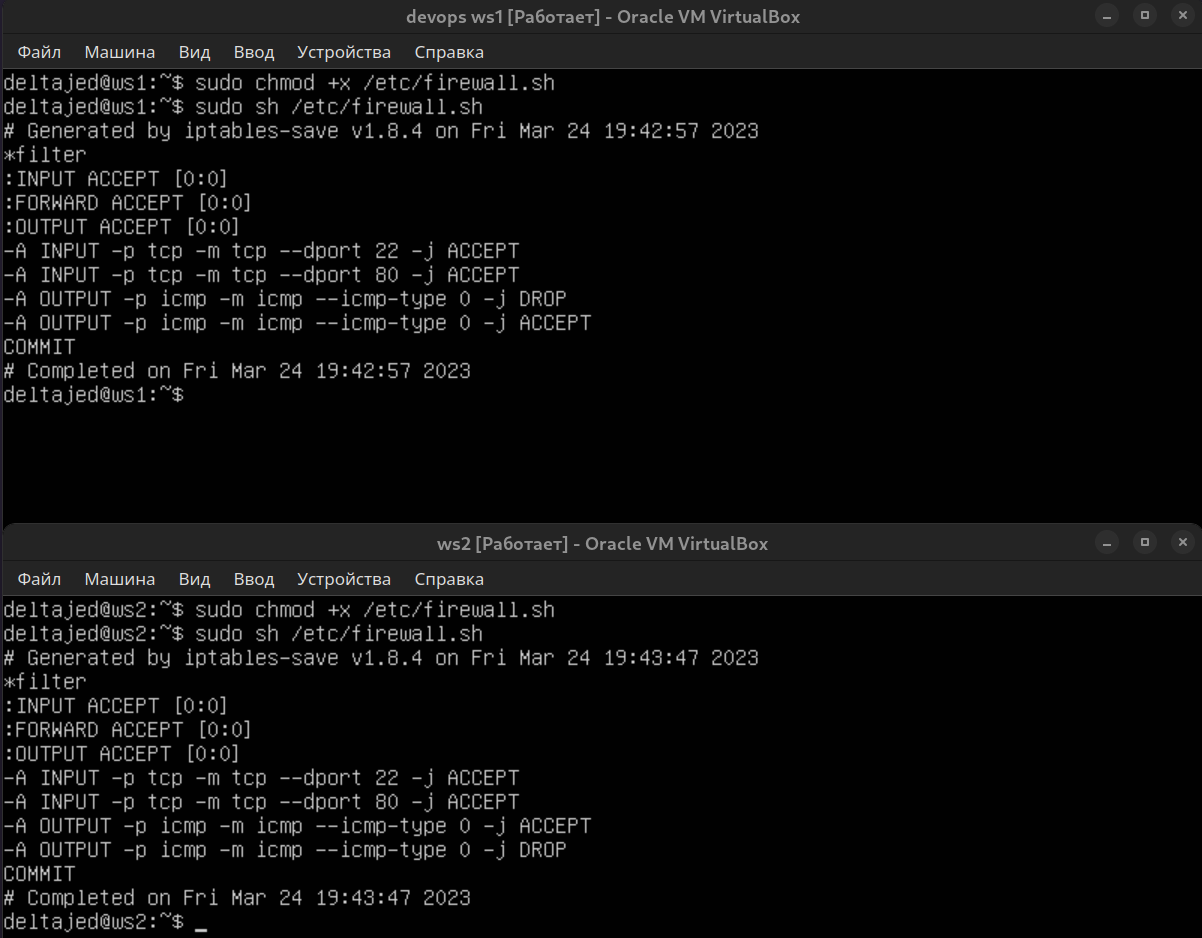 devops ws1 [Работает] - Oracle VM VirtualBox
Файл Машина Вид Ввод Устройства Справка
deltajed@ws1:~$ sudo chmod +x /etc/firewall.sh
deltajed@ws1:~$ sudo sh /etc/firewall.sh
# Generated by iptables-save v1.8.4 on Fri Mar 24 19:42:57 2023
*filter
:INPUT ACCEPT [0:0]
:FORWARD ACCEPT [0:0]
:OUTPUT ACCEPT [0:0]
-A INPUT -p tcp -m tcp --dport 22 -j ACCEPT
-A INPUT -p tcp -m tcp --dport 80 -j ACCEPT
-A OUTPUT -p icmp -m icmp --icmp-type 0 -j DROP
-A OUTPUT -p icmp -m icmp --icmp-type 0 -j ACCEPT
COMMIT
# Completed on Fri Mar 24 19:42:57 2023
deltajed@ws1:~$
ws2 [Работает] - Oracle VM VirtualBox
Файл Машина Вид Ввод Устройства Справка
deltajed@ws2:~$ sudo chmod +x /etc/firewall.sh
deltajed@ws2:~$ sudo sh /etc/firewall.sh
# Generated by iptables-save v1.8.4 on Fri Mar 24 19:43:47 2023
*filter
:INPUT ACCEPT [0:0]
:FORWARD ACCEPT [0:0]
:OUTPUT ACCEPT [0:0]
-A INPUT -p tcp -m tcp --dport 22 -j ACCEPT
-A INPUT -p tcp -m tcp --dport 80 -j ACCEPT
-A OUTPUT -p icmp -m icmp --icmp-type 0 -j ACCEPT
-A OUTPUT -p icmp -m icmp --icmp-type 0 -j DROP
COMMIT
# Completed on Fri Mar 24 19:43:47 2023
deltajed@ws2:~$ _